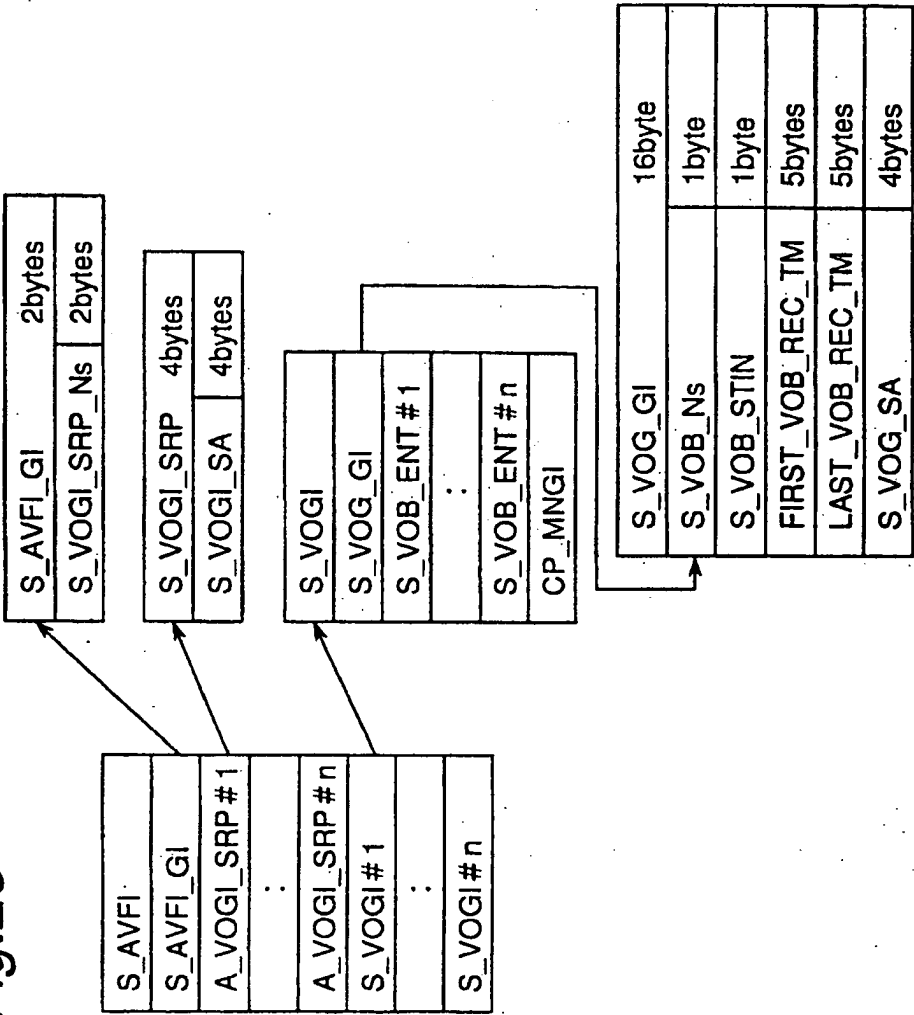 S_AVFI
S_AVFI_GI
A_VOGI_SRP#1
:
A_VOGI_SRP#n
S_VOGI#1
:
S_VOGI#n
S_AVFI_GI 2bytes
S_VOGI_SRP_Ns 2bytes
S_VOGI_SRP 4bytes
S_VOGI_SA 4bytes
S_VOGI
S_VOG_GI
S_VOB_ENT#1
:
S_VOB_ENT#n
CP_MNGI
S_VOG_GI 16byte
S_VOB_Ns 1byte
S_VOB_STIN 1byte
FIRST_VOB_REC_TM 5bytes
LAST_VOB_REC_TM 5bytes
S_VOG_SA 4bytes